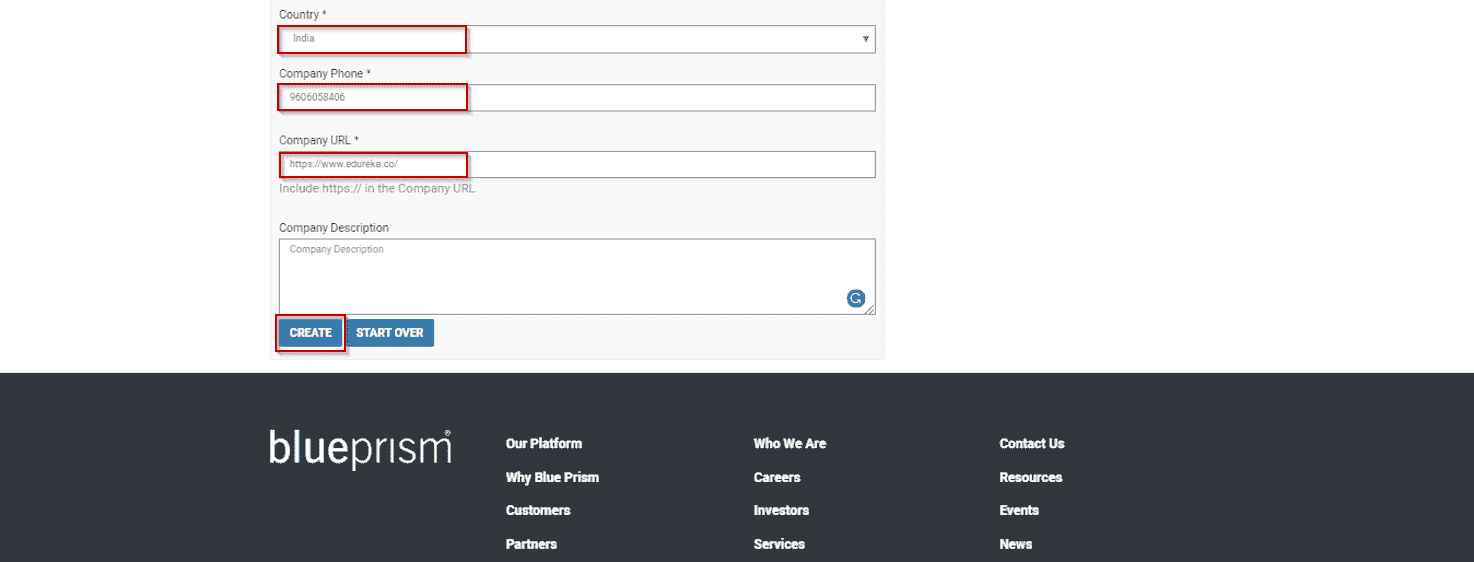 Country *
India
Company Phone *
9606058406
Company URL *
https://www.edureka.co/
Include https:// in the Company URL
Company Description
Company Description
CREATE START OVER
blueprism®
Our Platform Who We Are Contact Us
Why Blue Prism Careers Resources
Customers Investors Events
Partners Services News